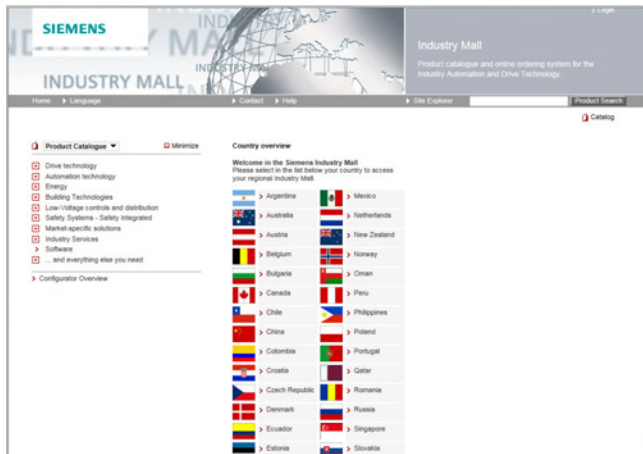 > Login
SIEMENS
INDUSTRY MALL
Industry Mall
Product catalogue and online ordering system for the
Industry Automation and Drive Technology.
Home > Language > Contact > Help > Site Explorer Product Search
Catalog
Product Catalogue Minimize
Drive technology
Automation technology
Energy
Building Technologies
Low-Voltage controls and distribution
Safety Systems - Safety Integrated
Market-specific solutions
Industry Services
> Software
... and everything else you need
> Configurator Overview
Country overview
Welcome in the Siemens Industry Mall
Please select in the list below your country to access
your regional Industry Mall.
> Argentina > Mexico
> Australia > Netherlands
> Austria > New Zealand
> Belgium > Norway
> Bulgaria > Oman
> Canada > Peru
> Chile > Philippines
> China > Poland
> Colombia > Portugal
> Croatia > Qatar
> Czech Republic > Romania
> Denmark > Russia
> Ecuador > Singapore
> Estonia > Slovakia